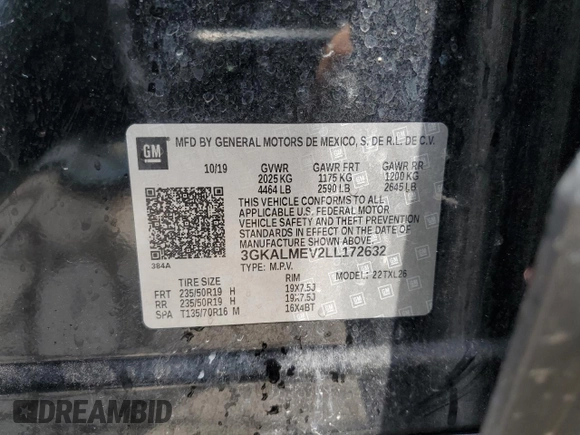 GM
MFD BY GENERAL MOTORS DE MEXICO, S. DE R.L. DE C.V.
10/19 GVWR GAWR FRT GAWR RR
2025 KG 1175 KG 1200 KG
4464 LB 2590 LB 2645 LB
THIS VEHICLE CONFORMS TO ALL
APPLICABLE U.S. FEDERAL MOTOR
VEHICLE SAFETY AND THEFT PREVENTION
STANDARDS IN EFFECT ON THE DATE OF
MANUFACTURE SHOWN ABOVE.
3GKALMEV2LL172632
TYPE: M.P.V. MODEL: 22TXL26
384A
TIRE SIZE RIM
FRT 235/50R19 H 19X7.5J
RR 235/50R19 H 19X7.5J
SPA T135/70R16 M 16X4BT
DREAMBID